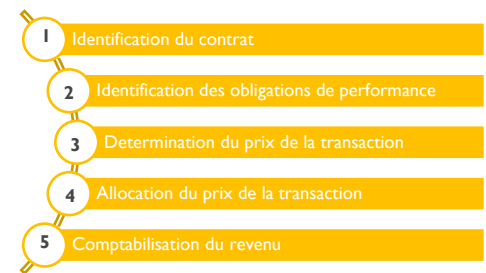 1 Identification du contrat
2 Identification des obligations de performance
3 Determination du prix de la transaction
4 Allocation du prix de la transaction
5 Comptabilisation du revenu